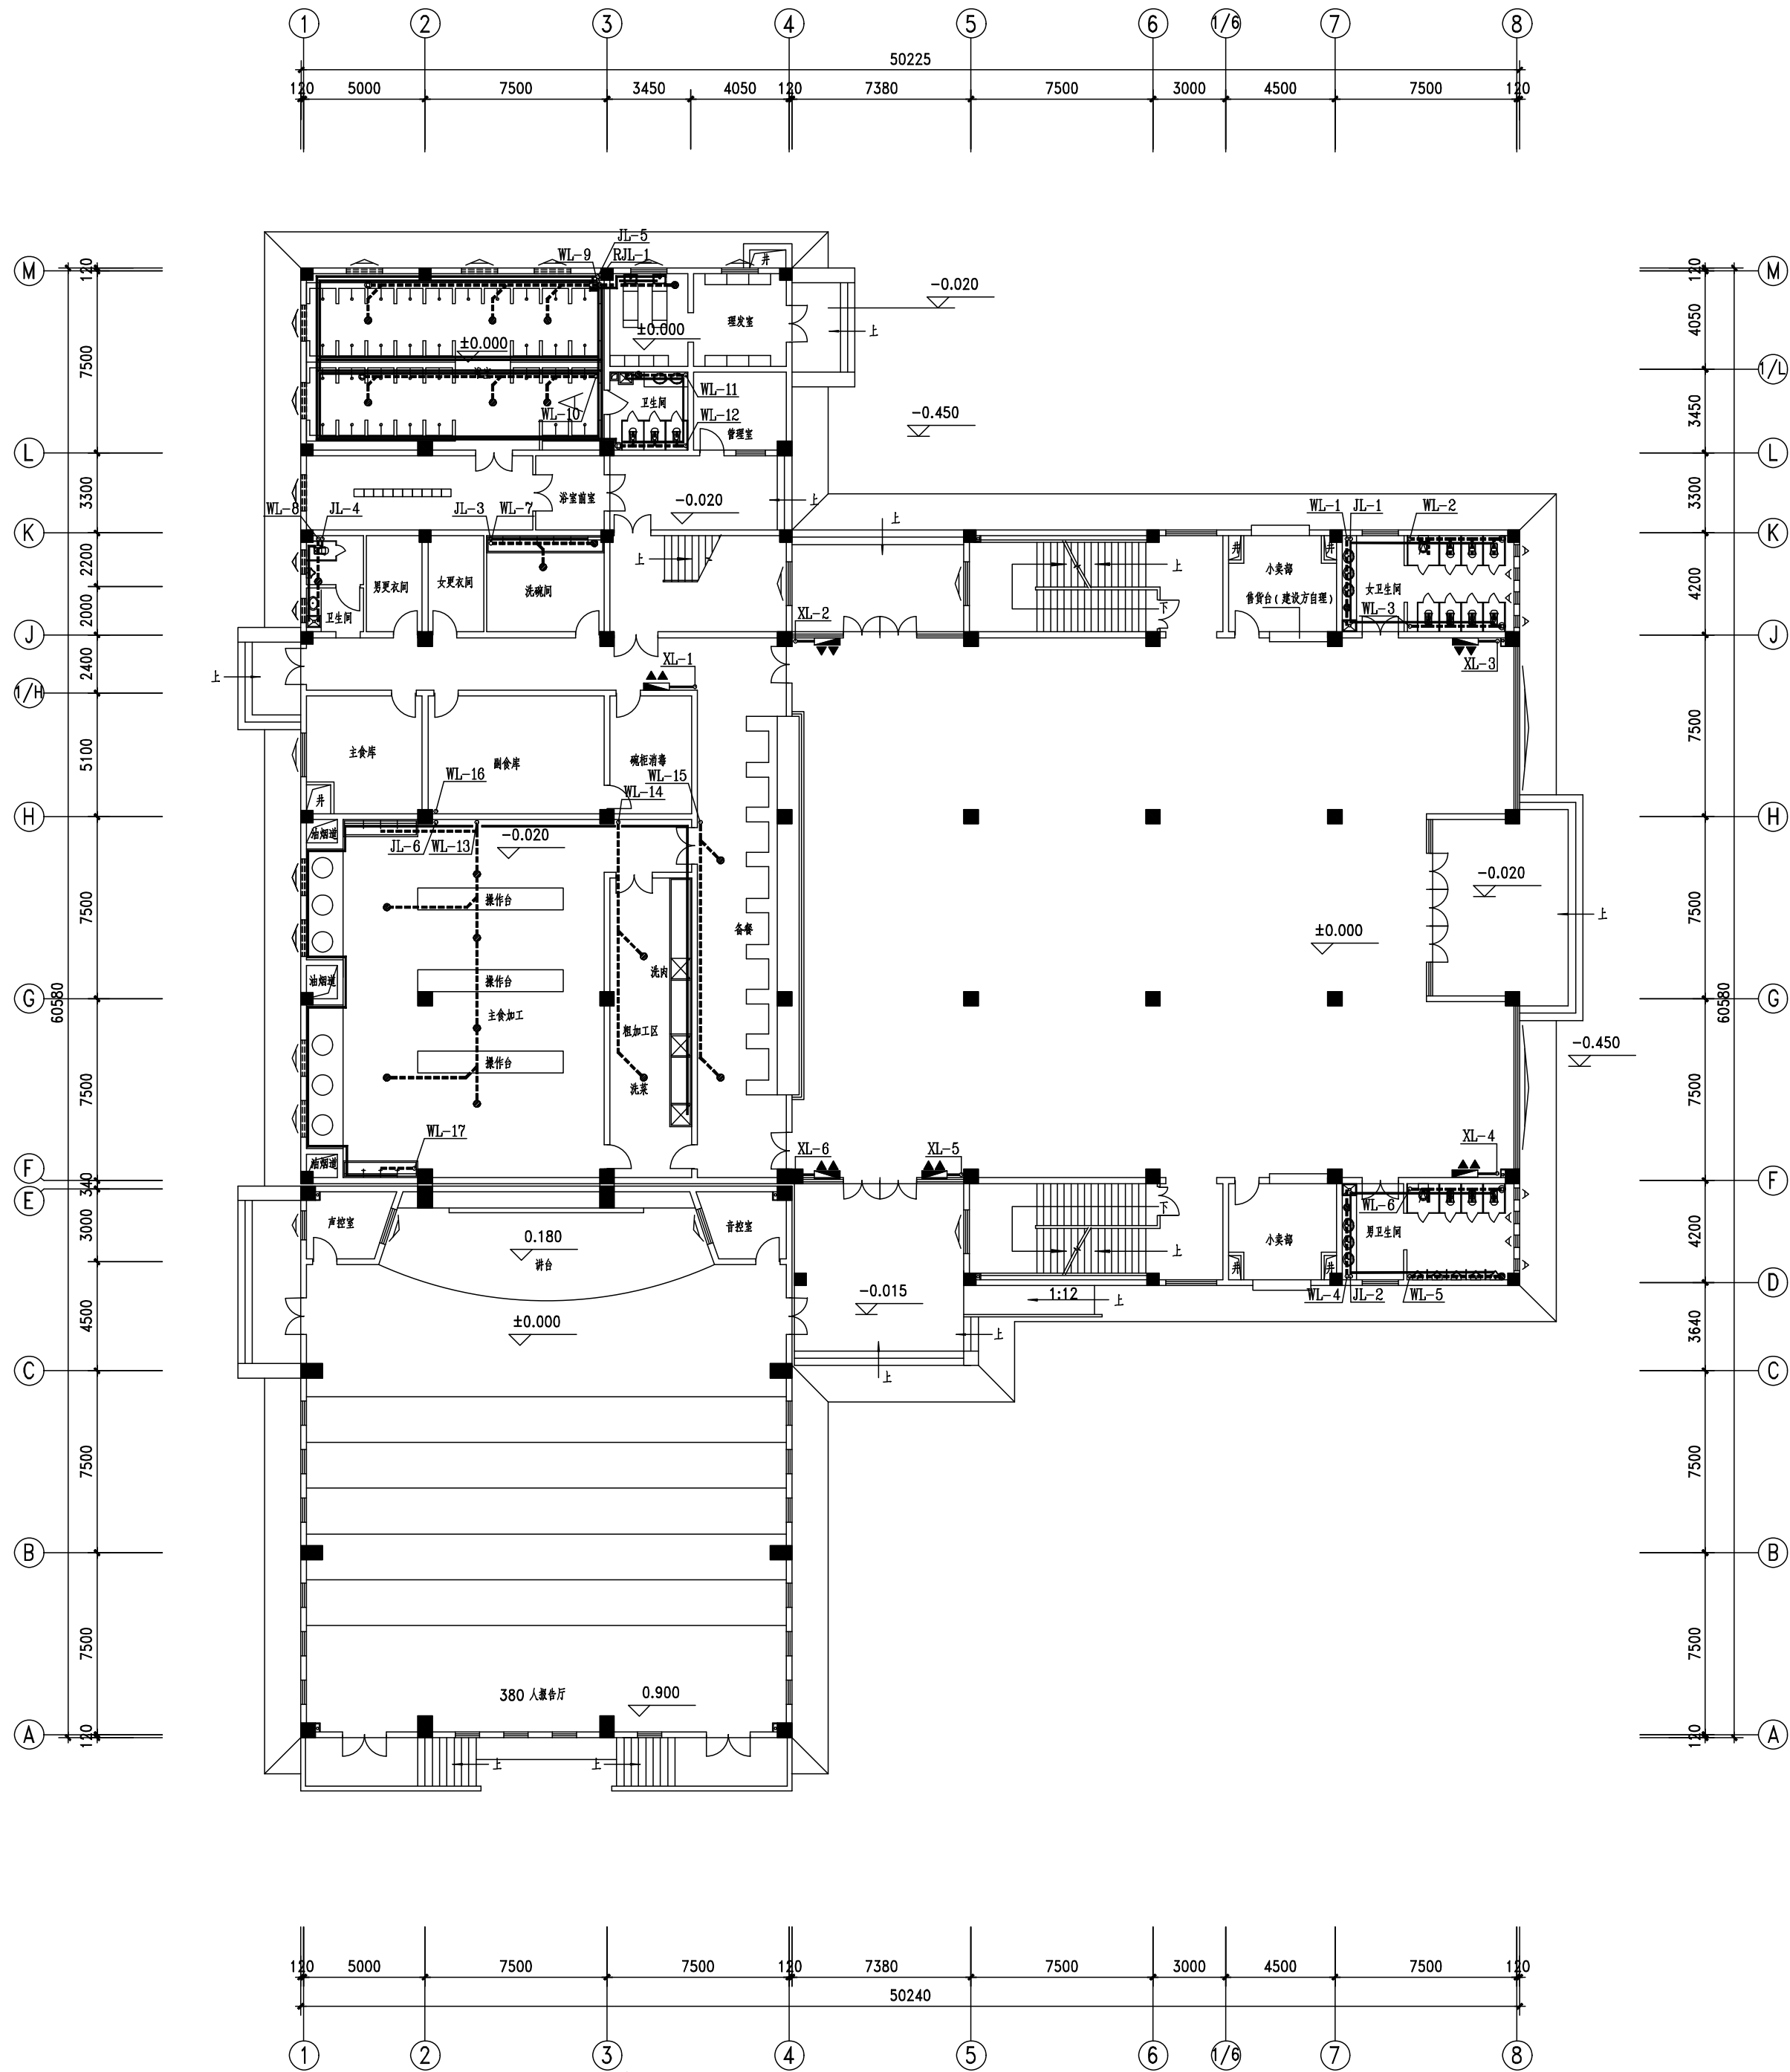 1 2 3 4 5 6 1/6 7 8
50225
120 5000 7500 3450 4050 120 7380 7500 3000 4500 7500 120
JL-5
WL-9 RJL-1
井
M 120 -0.020 120 M
理发室 上
±0.000 4050
±0.000
7500
1/L
WL-11
卫生间
-0.450 3450
WL-10 WL-12
管理室
L L
3300 浴室前室 -0.020 上 3300
WL-8 JL-4 JL-3 WL-7 上 WL-1 JL-1 WL-2
K K
2200 上 井 小卖部 井
上 女卫生间 4200
男更衣间 女更衣间 洗碗间 售货台(建设方自理)
2000 卫生间 XL-2 下 WL-3
J J
2400 XL-1 XL-3
上
1/H
5100 主食库 副食库 碗柜消毒 7500
WL-16 WL-15
井 WL-14
H H
油烟道 JL-6 WL-13 -0.020
-0.020
7500 操作台 备餐 上 7500
±0.000
油烟道 操作台 洗肉
G G
60580 主食加工 粗加工区 60580
-0.450
操作台
7500 洗菜 7500
WL-17 XL-6 XL-5 XL-4
油烟道
F F
340
E
WL-6
3000 声控室 音控室 下
0.180 小卖部 男卫生间 4200
讲台 上
井 井
D
-0.015 1:12 上 WL-4 JL-2 WL-5
4500 ±0.000
上 3640
C 上 C
7500 7500
B B
7500 7500
380人报告厅 0.900
A 120 120 A
上 上
120 5000 7500 7500 120 7380 7500 3000 4500 7500 120
50240
1 2 3 4 5 6 1/6 7 8